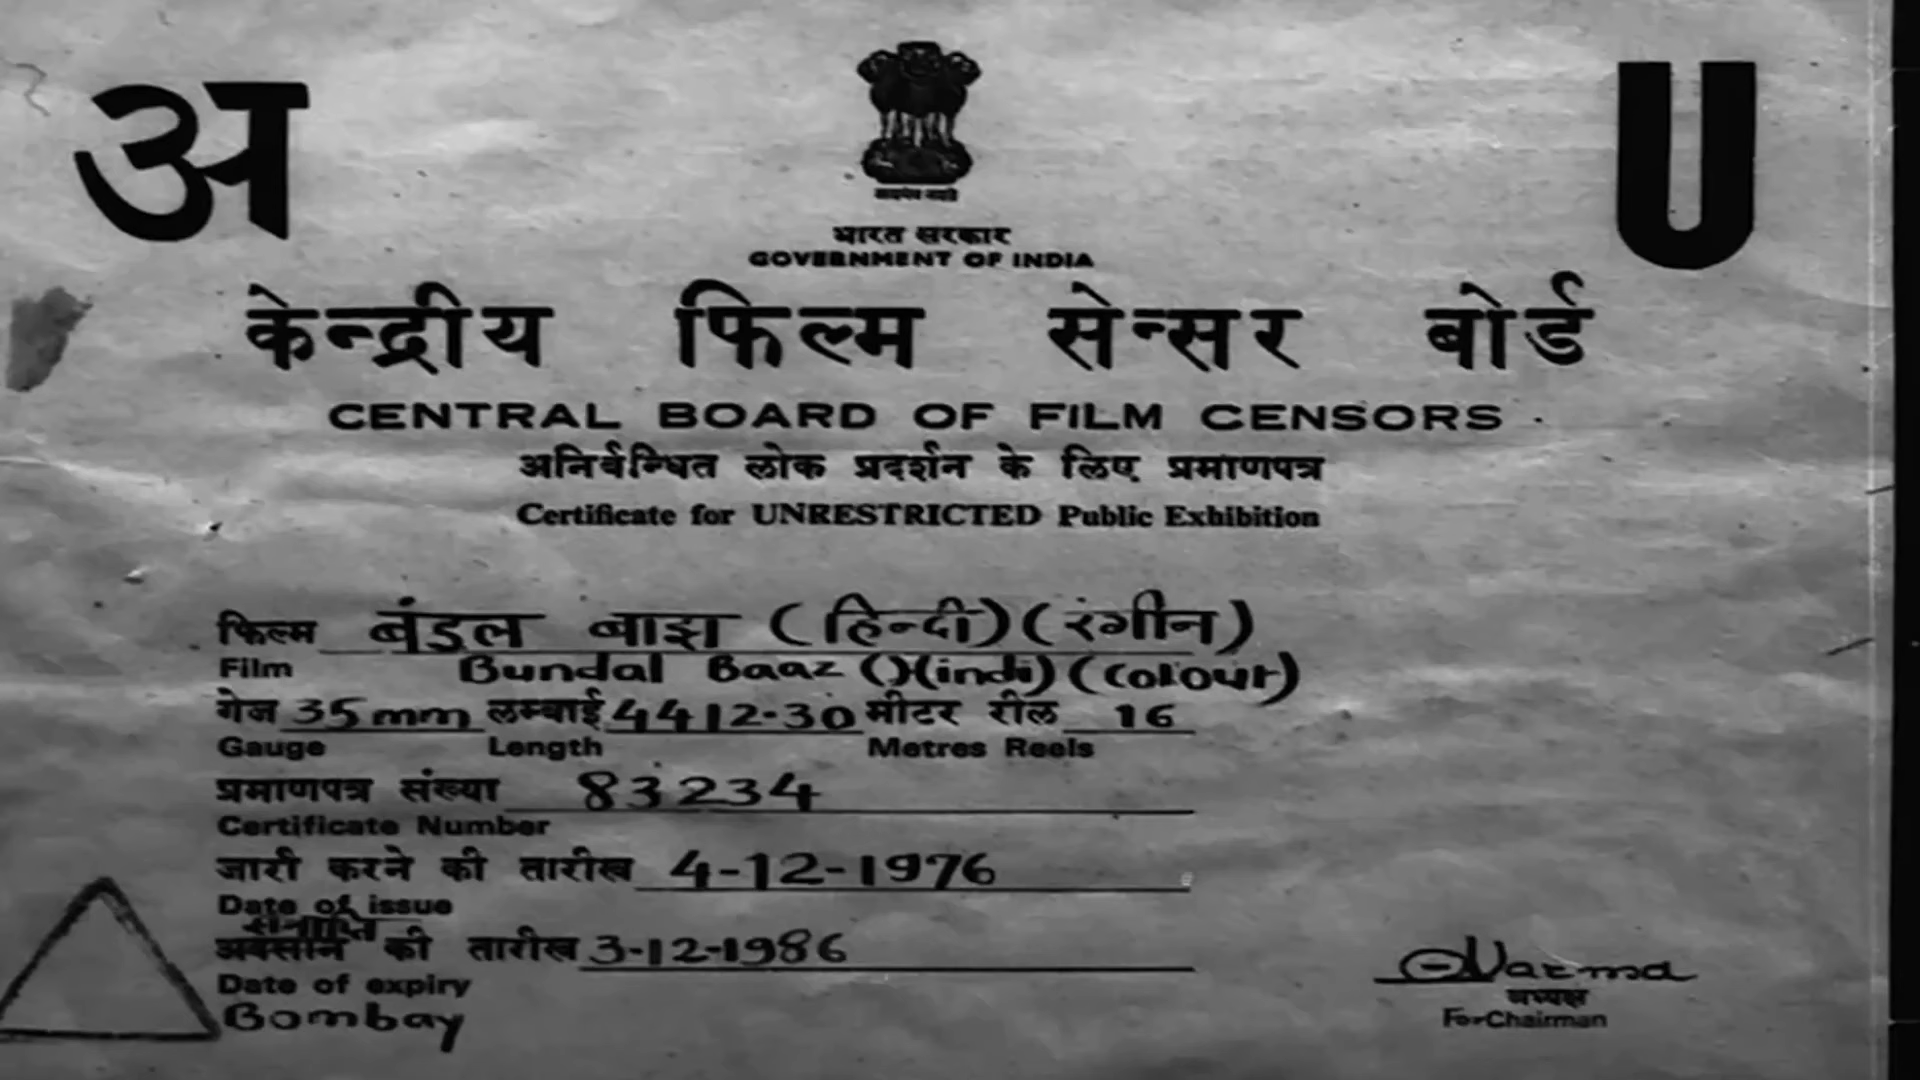 अ U
भारत सरकार
GOVERNMENT OF INDIA
केन्द्रीय फिल्म सेन्सर बोर्ड
CENTRAL BOARD OF FILM CENSORS
अनिर्बन्धित लोक प्रदर्शन के लिए प्रमाणपत्र
Certificate for UNRESTRICTED Public Exhibition
फिल्म बंडल बाझ (हिन्दी) (रंगीन)
Film Bundal Baaz (Hindi) (Colour)
गेज 35mm लम्बाई 4412-30 मीटर रील 16
Gauge Length Metres Reels
प्रमाणपत्र संख्या 83234
Certificate Number
जारी करने की तारीख 4-12-1976
Date of issue
समाप्ति
अवसान की तारीख 3-12-1986
Date of expiry
Bombay
Varma
अध्यक्ष
For Chairman